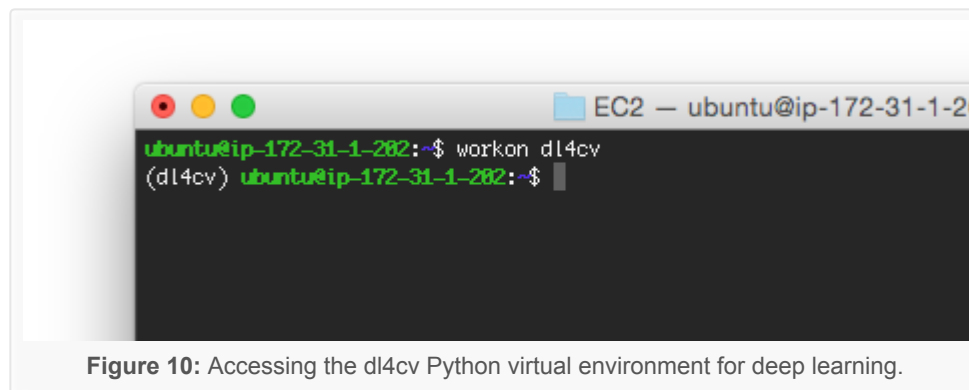 EC2 — ubuntu@ip-172-31-1-2
ubuntu@ip-172-31-1-202:~$ workon dl4cv
(dl4cv) ubuntu@ip-172-31-1-202:~$
Figure 10: Accessing the dl4cv Python virtual environment for deep learning.